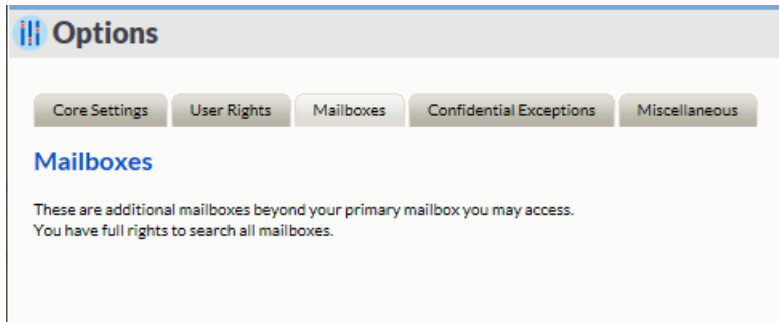 Options
Core Settings User Rights Mailboxes Confidential Exceptions Miscellaneous
Mailboxes
These are additional mailboxes beyond your primary mailbox you may access.
You have full rights to search all mailboxes.